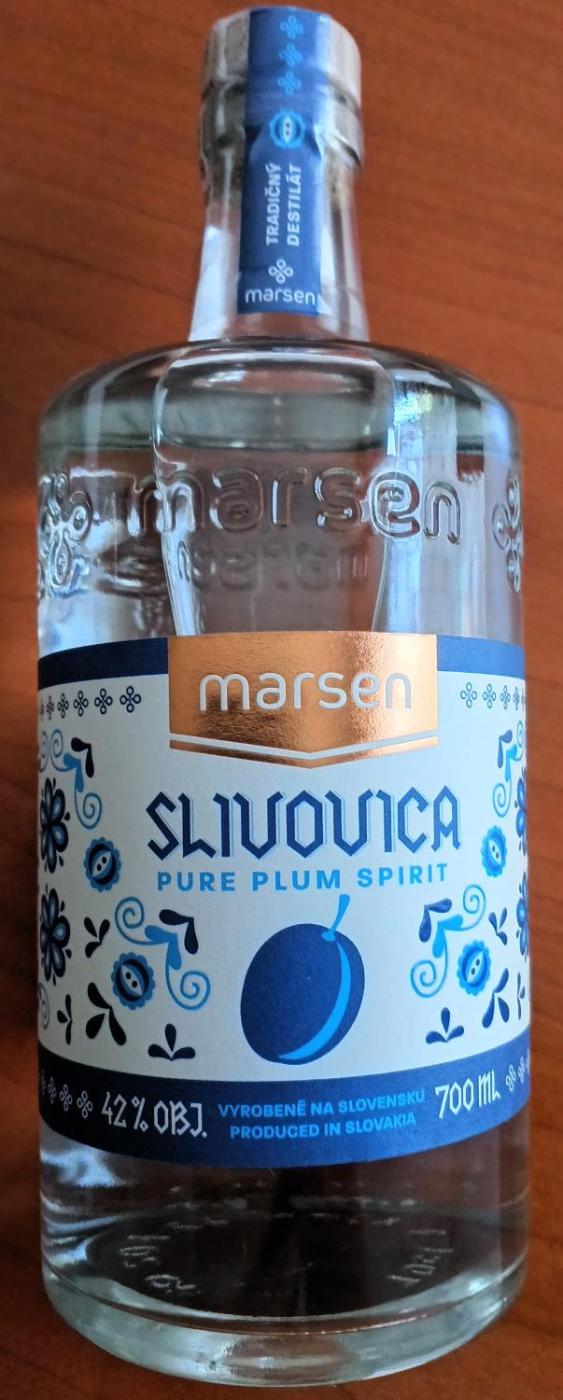 TRADIČNÝ
DESTILÁT
marsen
marsen
marsen
SLIVOVICA
PURE PLUM SPIRIT
42% OBJ.
VYROBENÉ NA SLOVENSKU
PRODUCED IN SLOVAKIA
700 ML